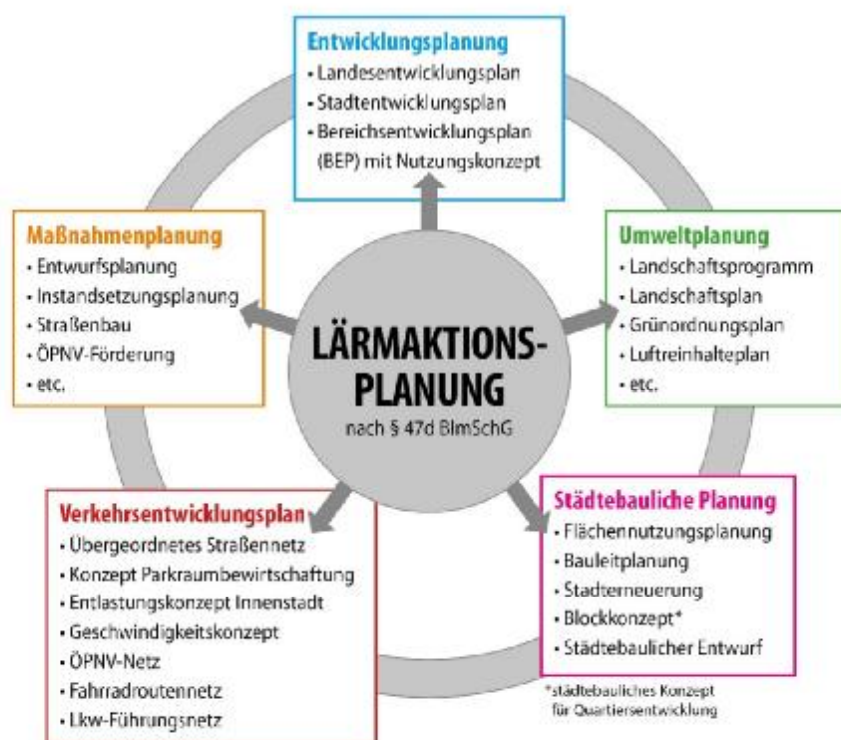 Entwicklungsplanung
• Landesentwicklungsplan
• Stadtentwicklungsplan
• Bereichsentwicklungsplan
(BEP) mit Nutzungskonzept
Maßnahmenplanung
• Entwurfsplanung
• Instandsetzungsplanung
• Straßenbau
• ÖPNV-Förderung
• etc.
Umweltplanung
• Landschaftsprogramm
• Landschaftsplan
• Grünordnungsplan
• Luftreinhalteplan
• etc.
LÄRMAKTIONS-
PLANUNG
nach § 47d BImSchG
Verkehrsentwicklungsplan
• Übergeordnetes Straßennetz
• Konzept Parkraumbewirtschaftung
• Entlastungskonzept Innenstadt
• Geschwindigkeitskonzept
• ÖPNV-Netz
• Fahrradroutennetz
• Lkw-Führungsnetz
Städtebauliche Planung
• Flächennutzungsplanung
• Bauleitplanung
• Stadterneuerung
• Blockkonzept*
• Städtebaulicher Entwurf
*städtebauliches Konzept
für Quartiersentwicklung